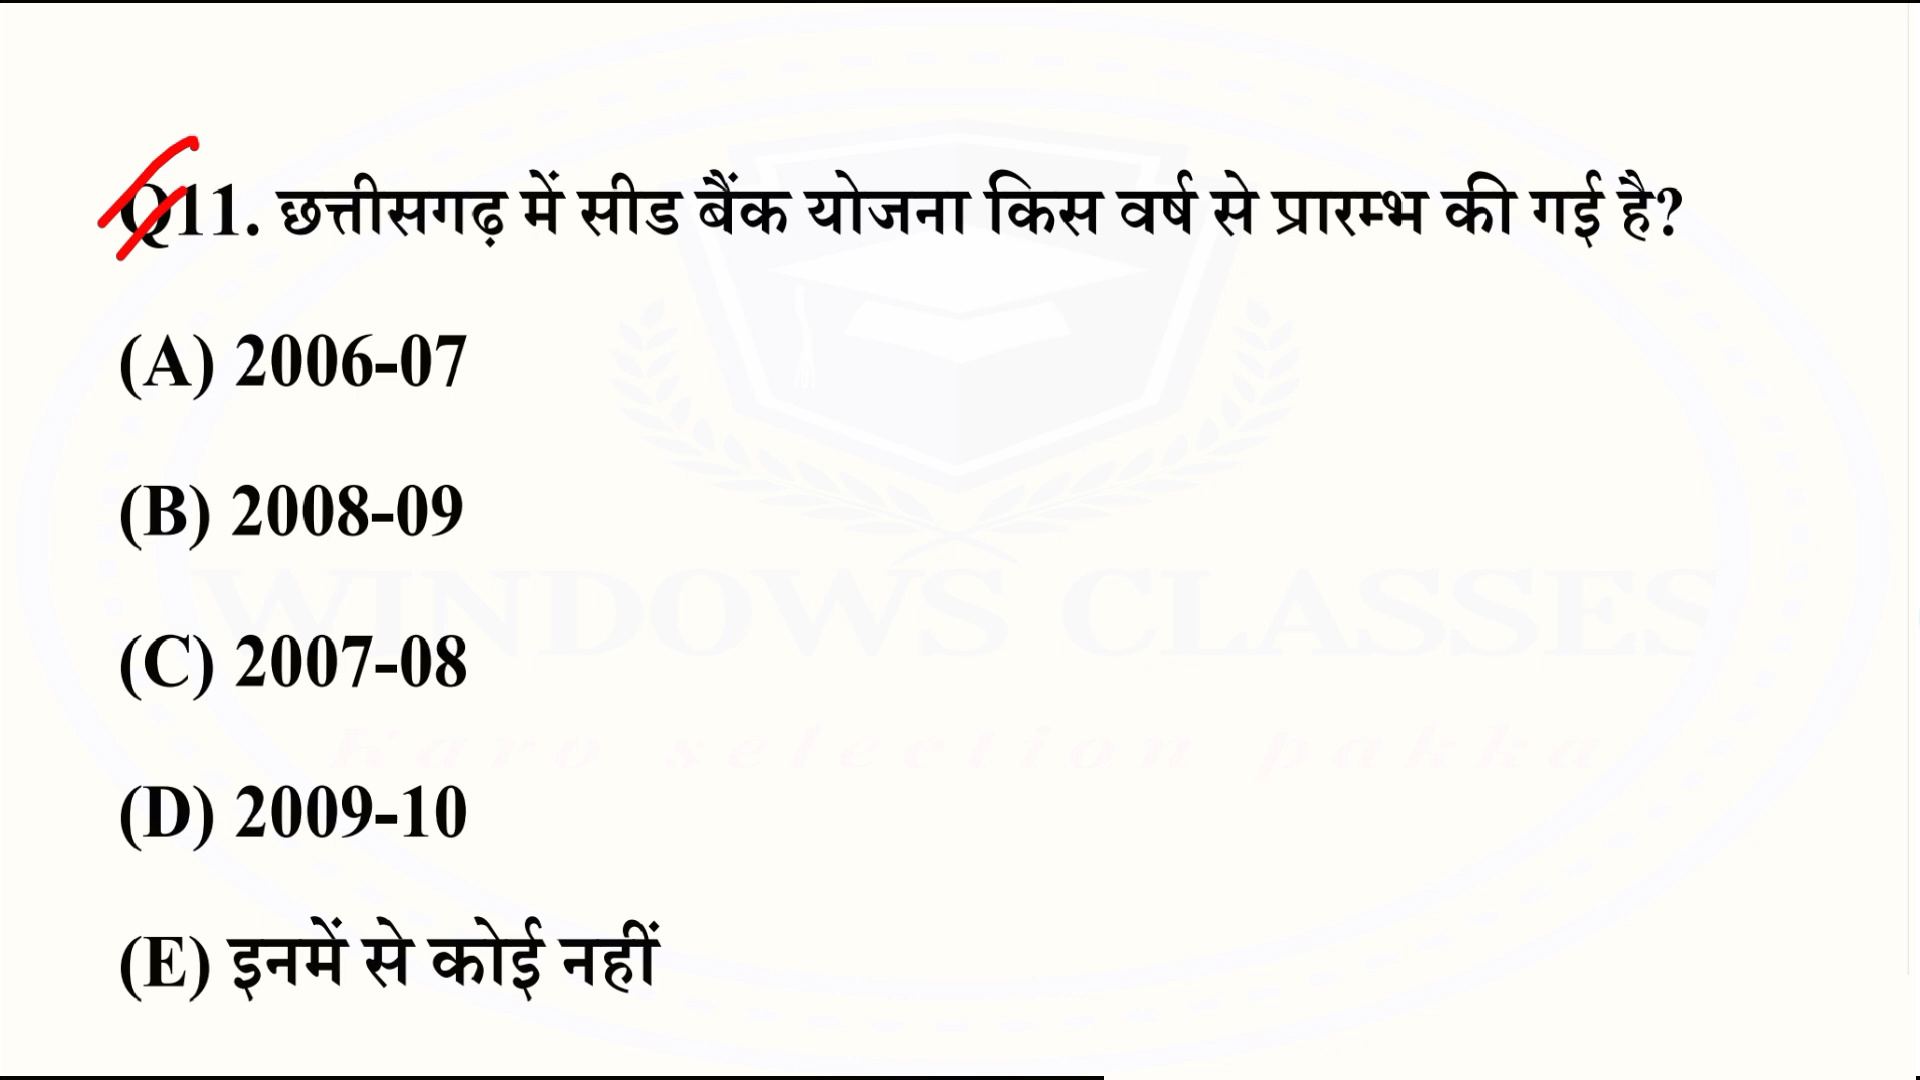 Q11. छत्तीसगढ़ में सीड बैंक योजना किस वर्ष से प्रारम्भ की गई है?
(A) 2006-07
(B) 2008-09
WINDOWS CLASSES
(C) 2007-08
Karo selection pakka
(D) 2009-10
(E) इनमें से कोई नहीं